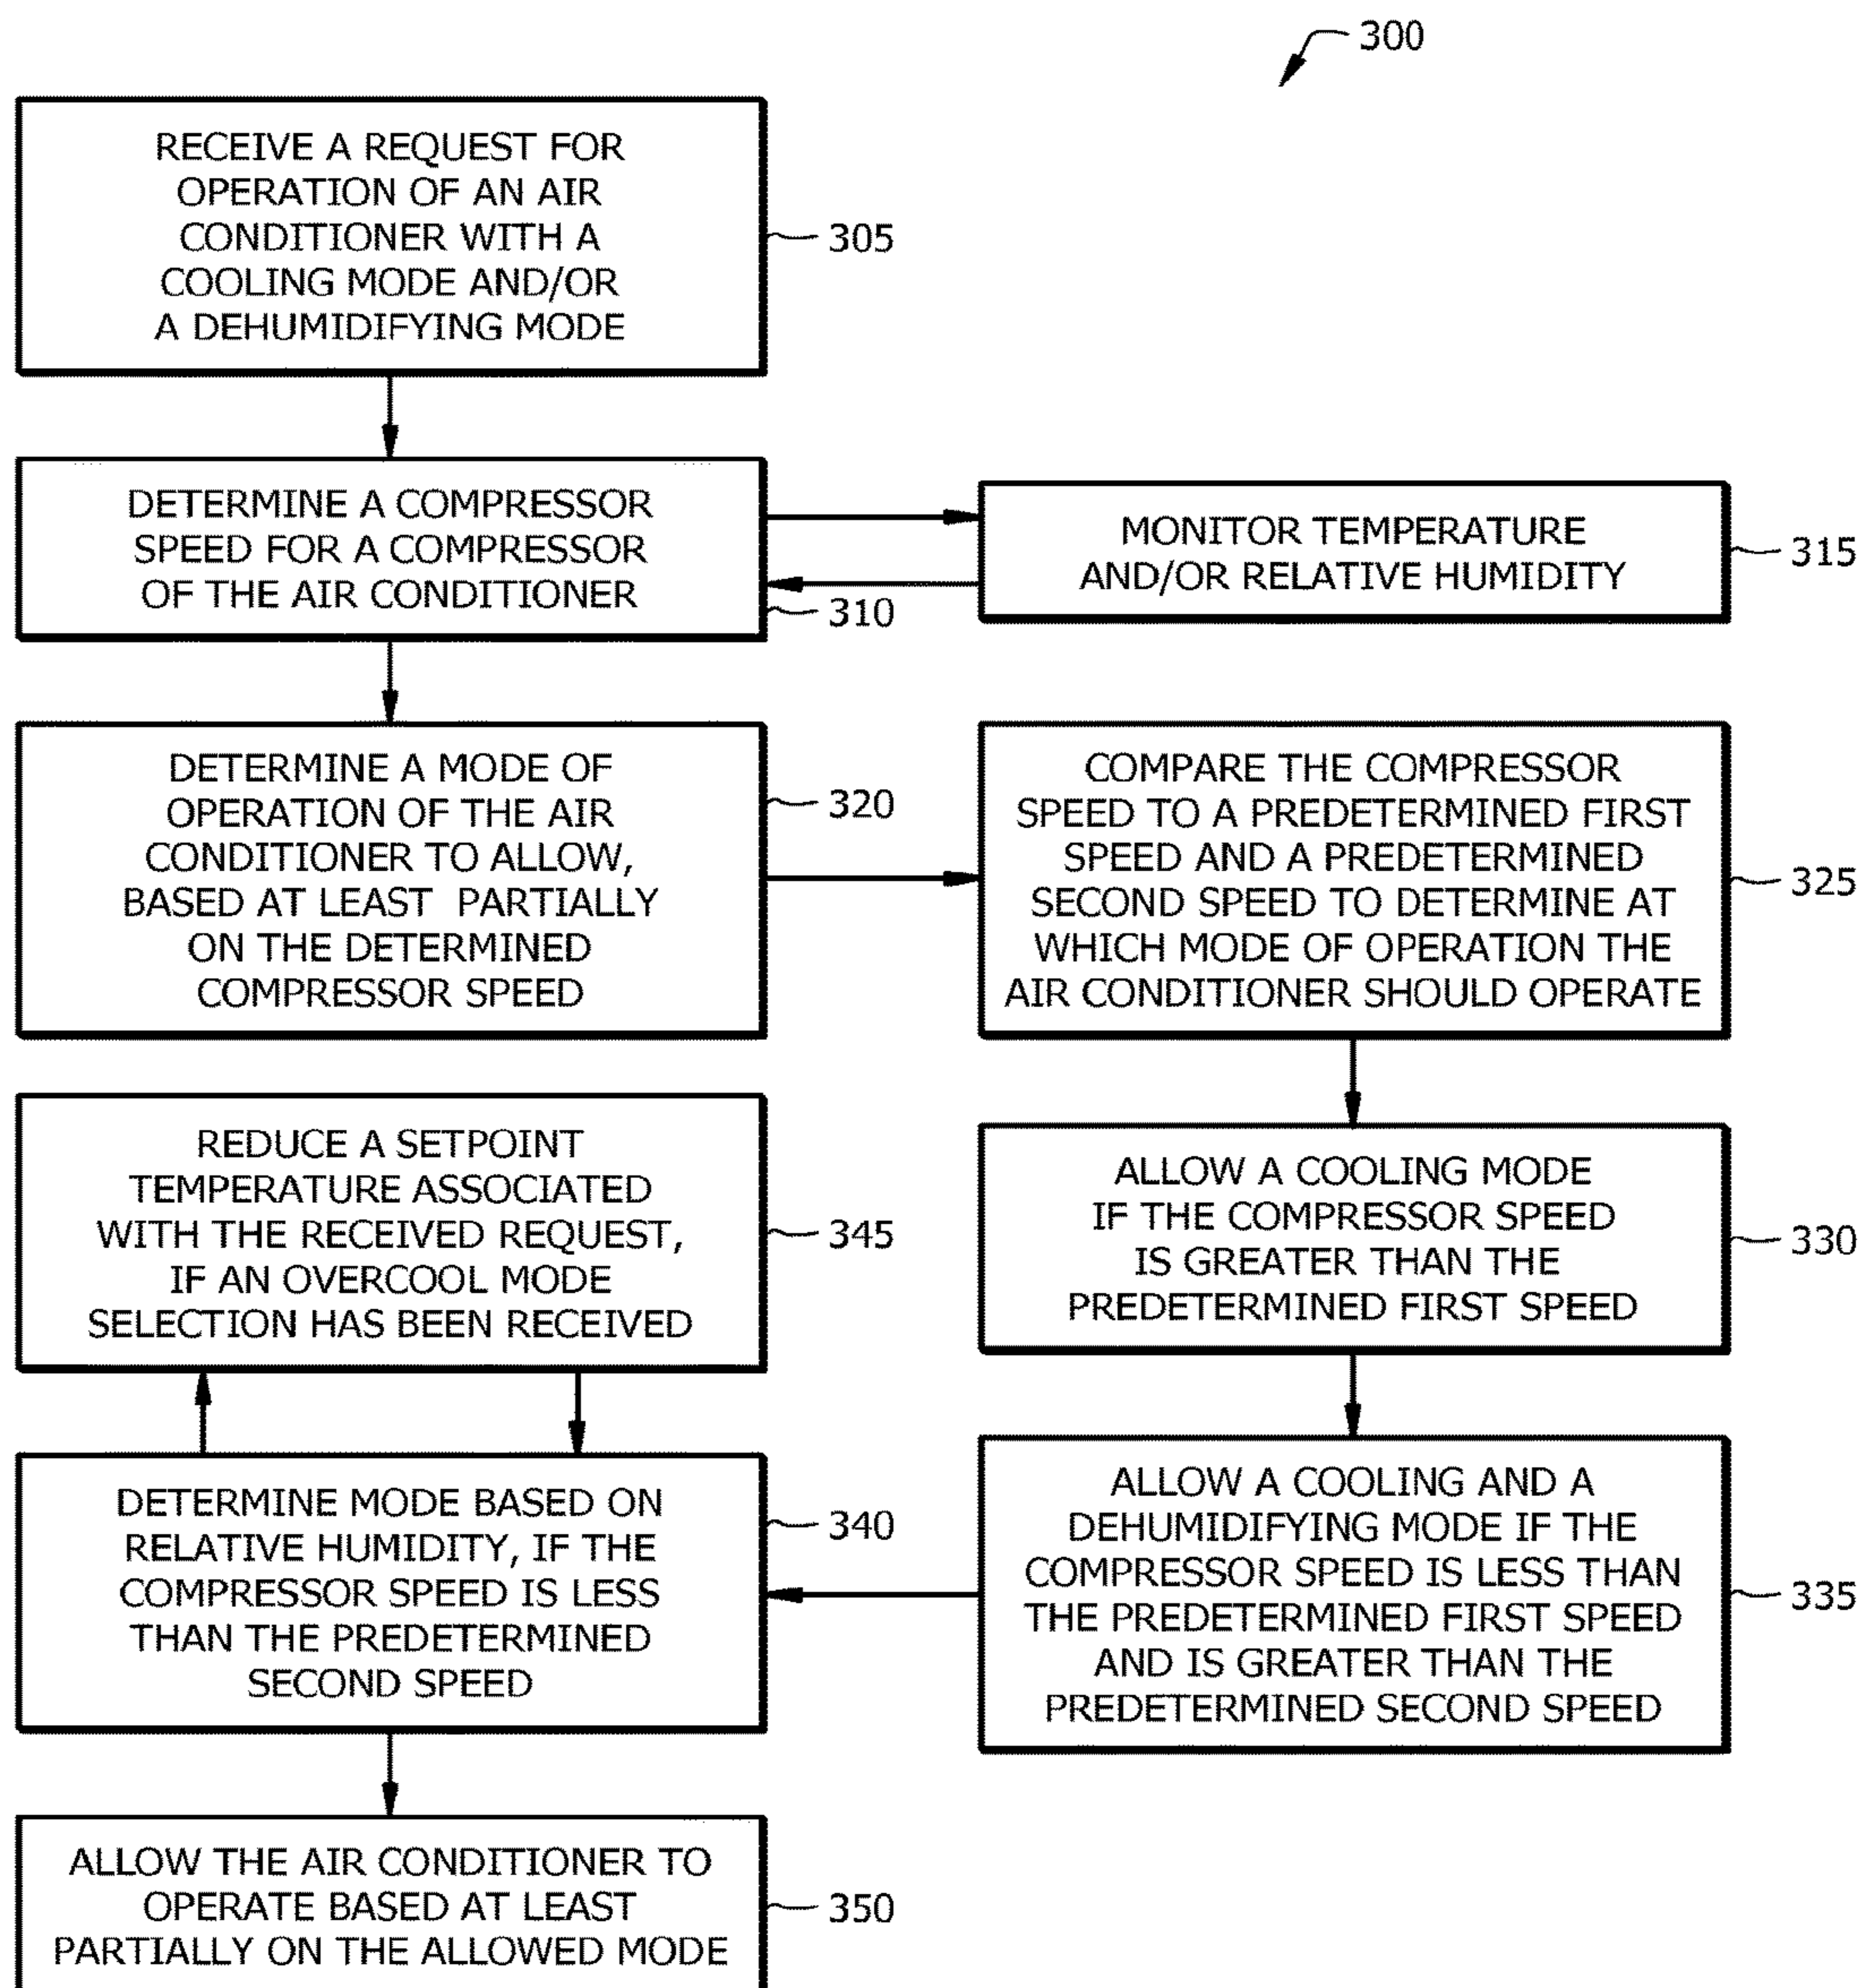 300
RECEIVE A REQUEST FOR
OPERATION OF AN AIR
CONDITIONER WITH A
COOLING MODE AND/OR
A DEHUMIDIFYING MODE
305
DETERMINE A COMPRESSOR
SPEED FOR A COMPRESSOR
OF THE AIR CONDITIONER
310
MONITOR TEMPERATURE
AND/OR RELATIVE HUMIDITY
315
DETERMINE A MODE OF
OPERATION OF THE AIR
CONDITIONER TO ALLOW,
BASED AT LEAST PARTIALLY
ON THE DETERMINED
COMPRESSOR SPEED
320
COMPARE THE COMPRESSOR
SPEED TO A PREDETERMINED FIRST
SPEED AND A PREDETERMINED
SECOND SPEED TO DETERMINE AT
WHICH MODE OF OPERATION THE
AIR CONDITIONER SHOULD OPERATE
325
ALLOW A COOLING MODE
IF THE COMPRESSOR SPEED
IS GREATER THAN THE
PREDETERMINED FIRST SPEED
330
ALLOW A COOLING AND A
DEHUMIDIFYING MODE IF THE
COMPRESSOR SPEED IS LESS THAN
THE PREDETERMINED FIRST SPEED
AND IS GREATER THAN THE
PREDETERMINED SECOND SPEED
335
REDUCE A SETPOINT
TEMPERATURE ASSOCIATED
WITH THE RECEIVED REQUEST,
IF AN OVERCOOL MODE
SELECTION HAS BEEN RECEIVED
345
DETERMINE MODE BASED ON
RELATIVE HUMIDITY, IF THE
COMPRESSOR SPEED IS LESS
THAN THE PREDETERMINED
SECOND SPEED
340
ALLOW THE AIR CONDITIONER TO
OPERATE BASED AT LEAST
PARTIALLY ON THE ALLOWED MODE
350